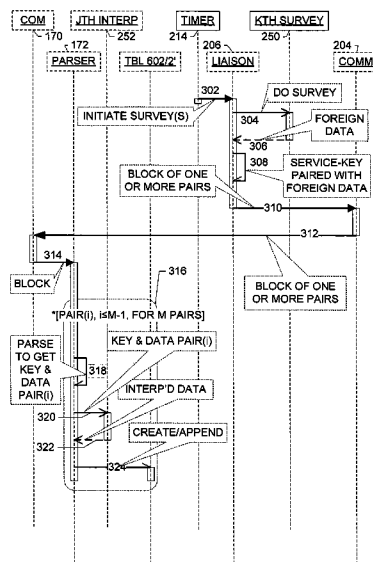 COM
JTH INTERP
TIMER
KTH SURVEY
170
252
214
250
172
206
204
PARSER
TBL 602/2'
LIAISON
COMM
302
INITIATE SURVEY(S)
304
DO SURVEY
306
FOREIGN
DATA
308
SERVICE-KEY
PAIRED WITH
FOREIGN DATA
BLOCK OF ONE
OR MORE PAIRS
310
312
314
BLOCK
316
BLOCK OF ONE
OR MORE PAIRS
*[PAIR(i), i≤M-1, FOR M PAIRS]
PARSE
TO GET
KEY &
DATA
PAIR(i)
318
KEY & DATA PAIR(i)
INTERP'D DATA
320
322
CREATE/APPEND
324